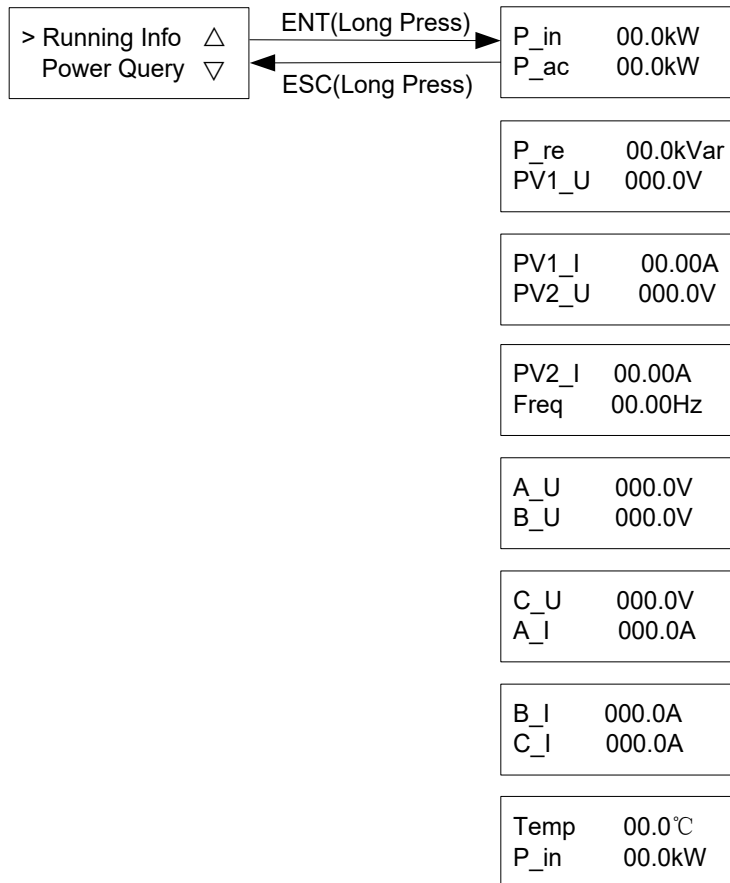 > Running Info △
Power Query ▽
ENT(Long Press)
ESC(Long Press)
P_in 00.0kW
P_ac 00.0kW
P_re 00.0kVar
PV1_U 000.0V
PV1_I 00.00A
PV2_U 000.0V
PV2_I 00.00A
Freq 00.00Hz
A_U 000.0V
B_U 000.0V
C_U 000.0V
A_I 000.0A
B_I 000.0A
C_I 000.0A
Temp 00.0℃
P_in 00.0kW